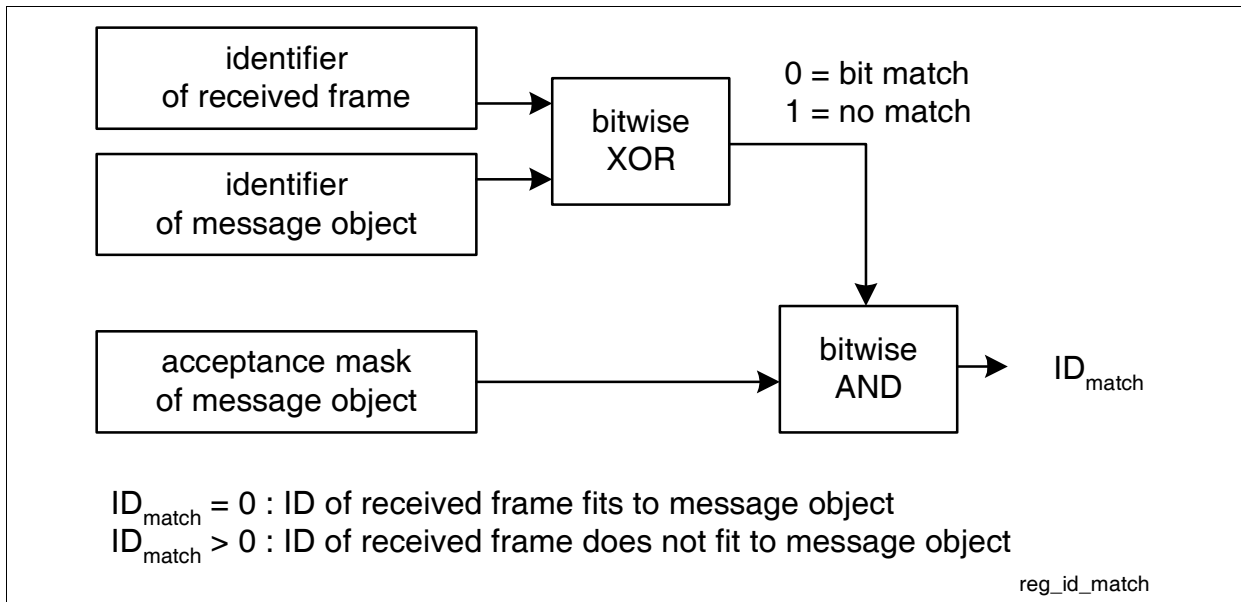 identifier
of received frame
identifier
of message object
bitwise
XOR
0 = bit match
1 = no match
acceptance mask
of message object
bitwise
AND
ID_match
ID_match = 0 : ID of received frame fits to message object
ID_match > 0 : ID of received frame does not fit to message object
reg_id_match